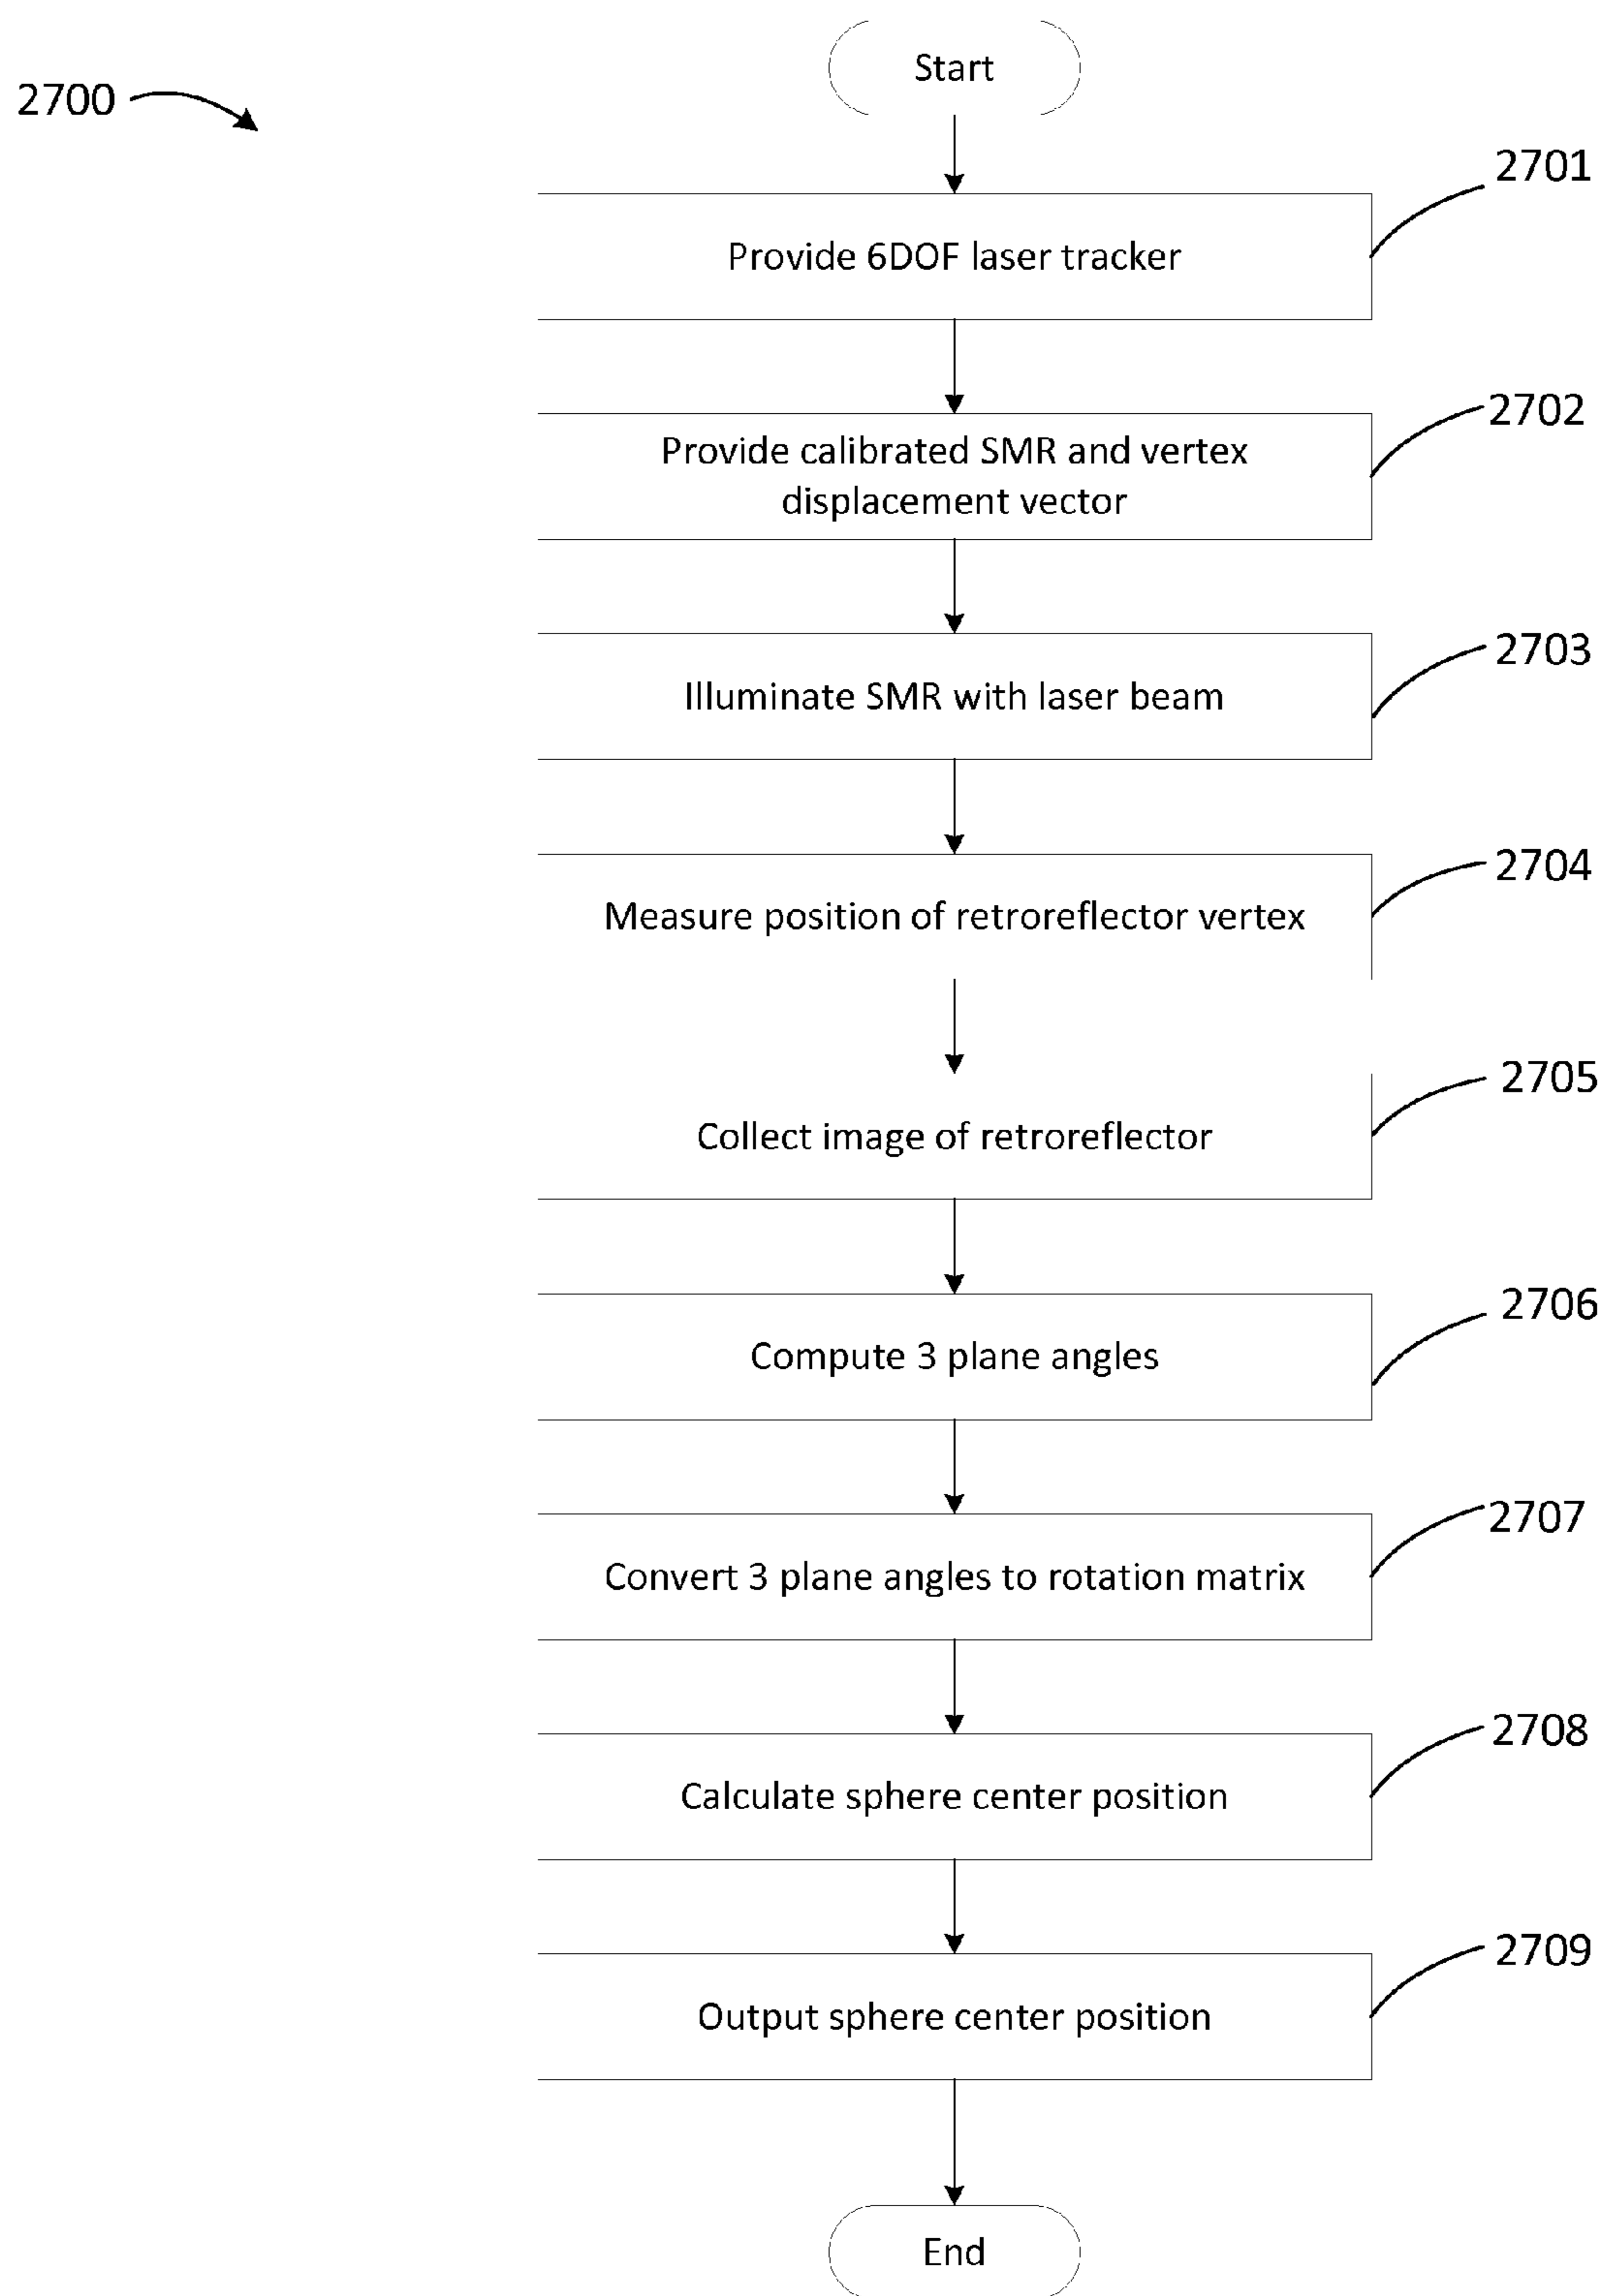 Start
2700
2701
Provide 6DOF laser tracker
2702
Provide calibrated SMR and vertex
displacement vector
2703
Illuminate SMR with laser beam
2704
Measure position of retroreflector vertex
2705
Collect image of retroreflector
2706
Compute 3 plane angles
2707
Convert 3 plane angles to rotation matrix
2708
Calculate sphere center position
2709
Output sphere center position
End